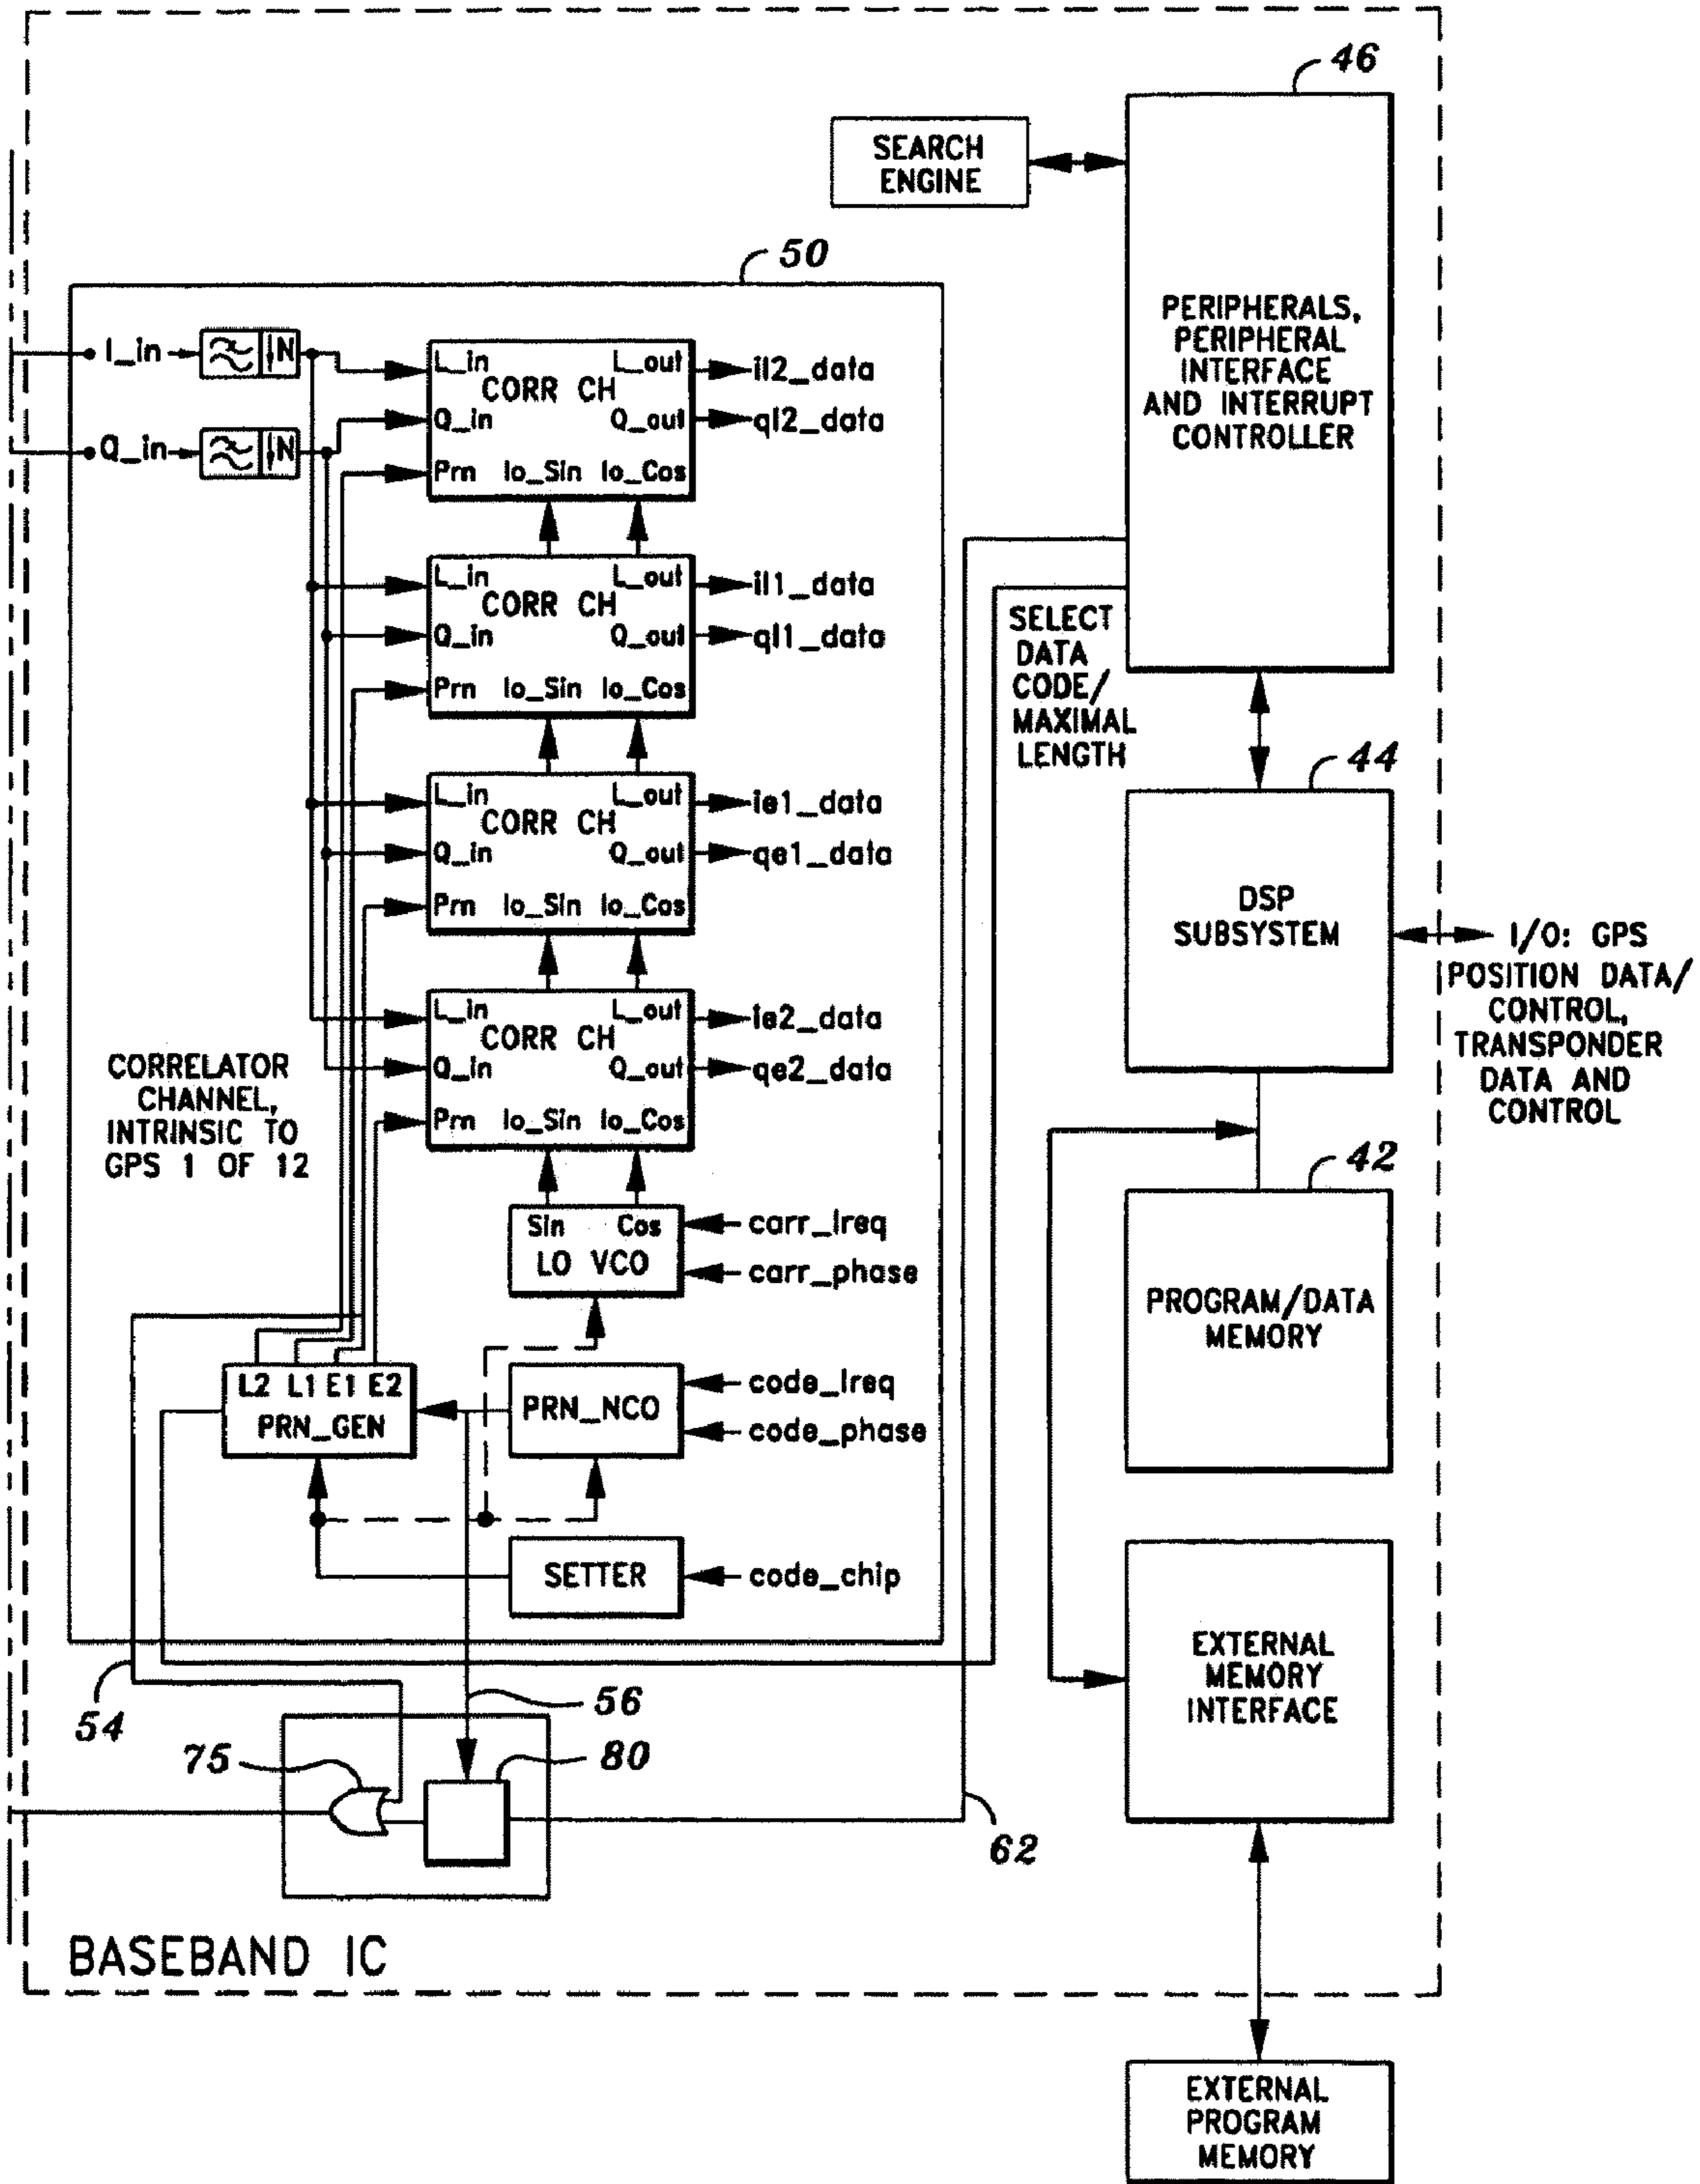 46
SEARCH
ENGINE
50
PERIPHERALS,
PERIPHERAL
INTERFACE
AND INTERRUPT
CONTROLLER
I_in
N
Q_in
N
L_in
L_out
CORR CH
Q_in
Q_out
Prn
lo_Sin
lo_Cos
il2_data
ql2_data
L_in
L_out
CORR CH
Q_in
Q_out
Prn
lo_Sin
lo_Cos
il1_data
ql1_data
SELECT
DATA
CODE/
MAXIMAL
LENGTH
L_in
L_out
CORR CH
Q_in
Q_out
Prn
lo_Sin
lo_Cos
ie1_data
qe1_data
44
DSP
SUBSYSTEM
I/O: GPS
POSITION DATA/
CONTROL,
TRANSPONDER
DATA AND
CONTROL
L_in
L_out
CORR CH
Q_in
Q_out
Prn
lo_Sin
lo_Cos
ie2_data
qe2_data
CORRELATOR
CHANNEL,
INTRINSIC TO
GPS 1 OF 12
42
Sin
Cos
LO VCO
carr_lreq
carr_phase
PROGRAM/DATA
MEMORY
L2 L1 E1 E2
PRN_GEN
PRN_NCO
code_lreq
code_phase
SETTER
code_chip
EXTERNAL
MEMORY
INTERFACE
54
56
75
80
62
BASEBAND IC
EXTERNAL
PROGRAM
MEMORY